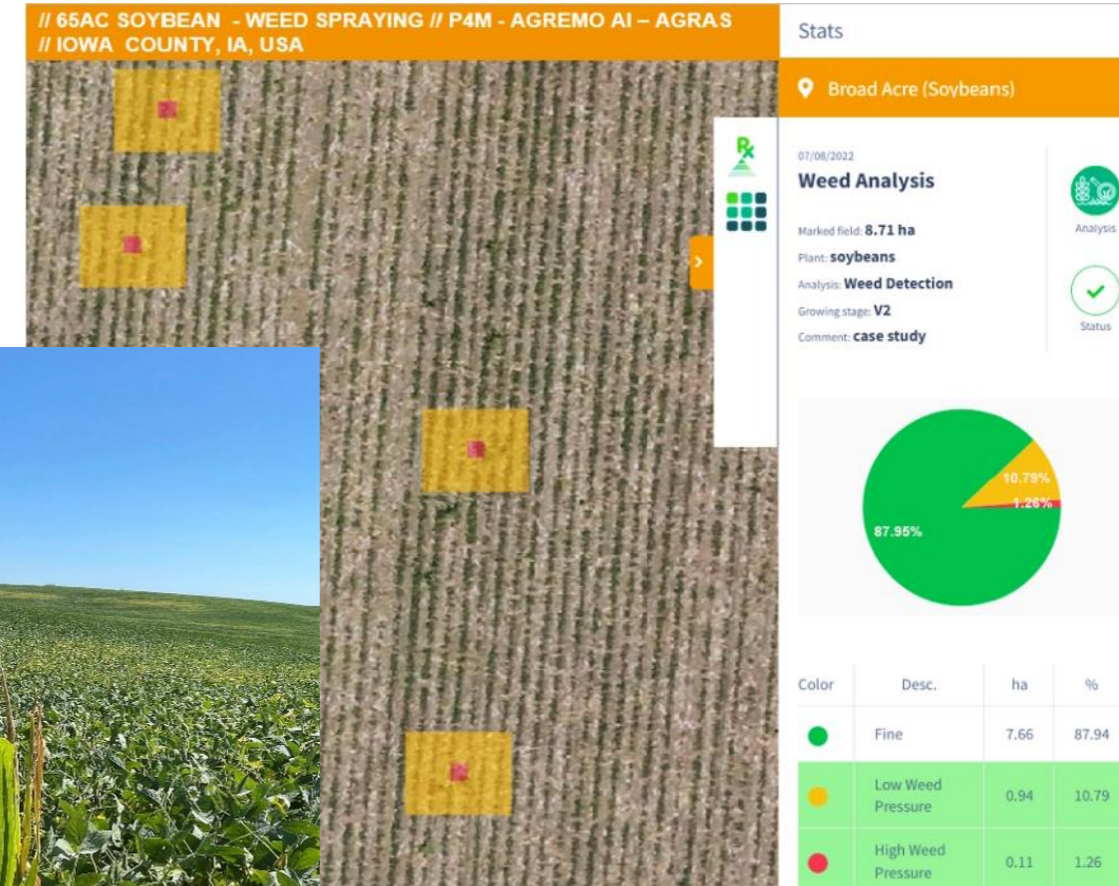 // 65AC SOYBEAN - WEED SPRAYING // P4M - AGREMO AI – AGRAS
// IOWA COUNTY, IA, USA
Stats
Broad Acre (Soybeans)
Rx
07/08/2022
Weed Analysis
Marked field: 8.71 ha
Plant: soybeans
Analysis: Weed Detection
Growing stage: V2
Comment: case study
Analysis
Status
10.79%
1.26%
87.95%
Color Desc. ha %
Fine 7.66 87.94
Low Weed
Pressure 0.94 10.79
High Weed
Pressure 0.11 1.26